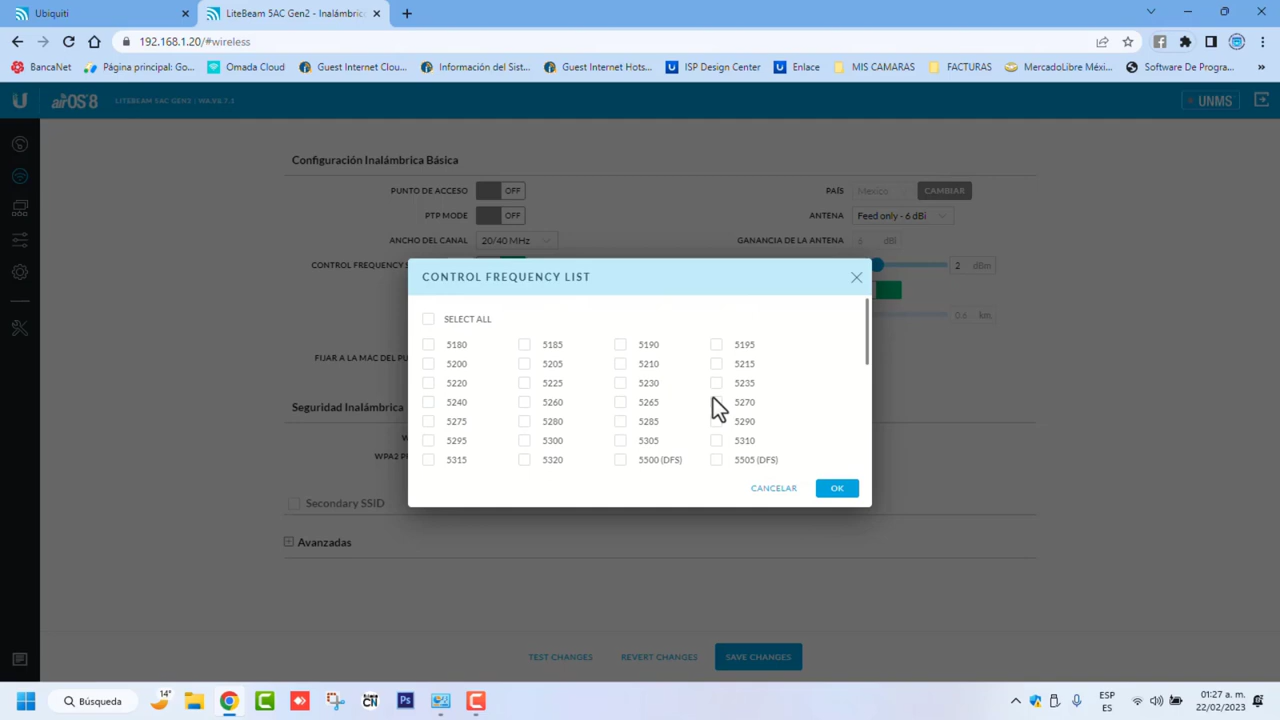 Ubiquiti
LiteBeam 5AC Gen2 - Inalámbric
192.168.1.20/#wireless
BancaNet
Página principal: Go...
Omada Cloud
Guest Internet Clou...
Información del Sist...
Guest Internet Hots...
ISP Design Center
Enlace
MIS CAMARAS
FACTURAS
MercadoLibre Méxi...
Software De Progra...
»
U airOS 8 LITEBEAM 5AC GEN2 | WA.V8.7.1
UNMS
Configuración Inalámbrica Básica
PUNTO DE ACCESO OFF
PAÍS Mexico CAMBIAR
PTP MODE OFF
ANTENA Feed only - 6 dBi
ANCHO DEL CANAL 20/40 MHz
GANANCIA DE LA ANTENA 6 dBi
CONTROL FREQUENCY
2 dBm
CONTROL FREQUENCY LIST
0.6 km.
SELECT ALL
5180 5185 5190 5195
5200 5205 5210 5215
5220 5225 5230 5235
5240 5260 5265 5270
5275 5280 5285 5290
5295 5300 5305 5310
5315 5320 5500 (DFS) 5505 (DFS)
CANCELAR OK
FIJAR A LA MAC DEL PU
Seguridad Inalámbrica
WPA2 P
Secondary SSID
Avanzadas
TEST CHANGES REVERT CHANGES SAVE CHANGES
14°
Búsqueda
CN
Ps
ESP
ES
01:27 a. m.
22/02/2023